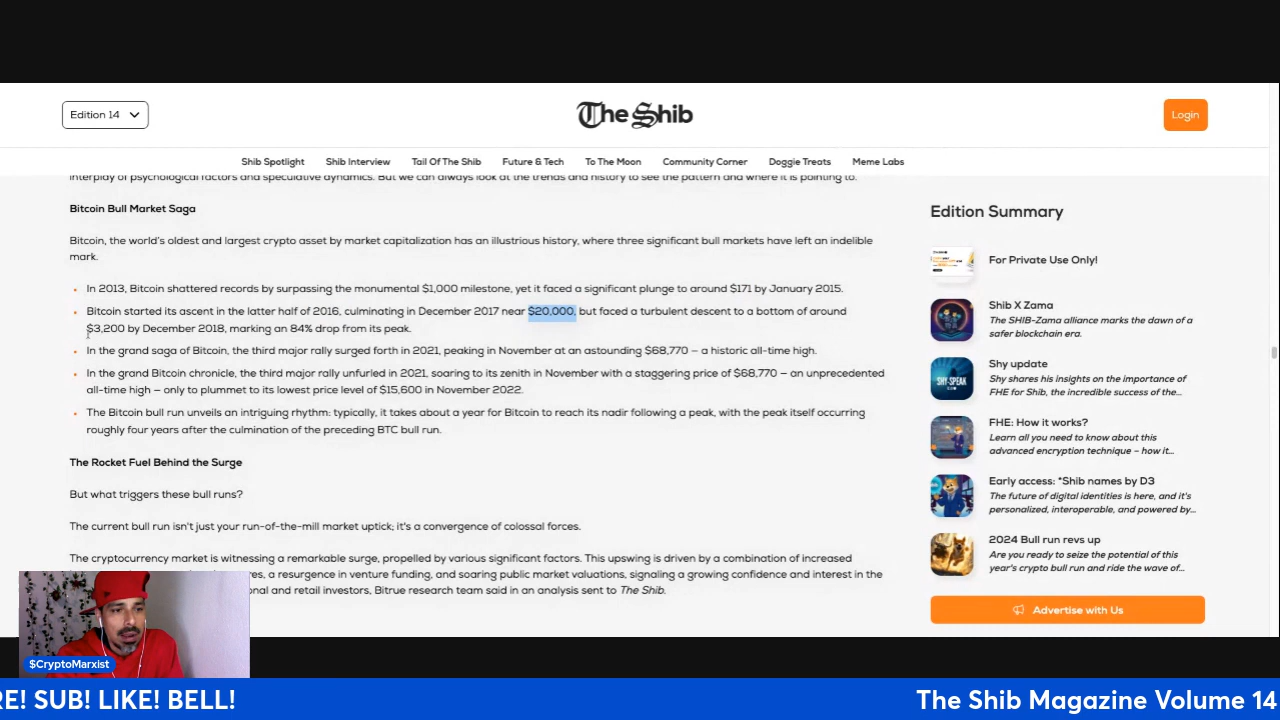 Edition 14
The Shib
Login
Shib Spotlight
Shib Interview
Tail Of The Shib
Future & Tech
To The Moon
Community Corner
Doggie Treats
Meme Labs
interplay of psychological factors and speculative dynamics. But we can always look at the trends and history to see the pattern and where it is pointing to.
Bitcoin Bull Market Saga
Bitcoin, the world's oldest and largest crypto asset by market capitalization has an illustrious history, where three significant bull markets have left an indelible
mark.
In 2013, Bitcoin shattered records by surpassing the monumental $1,000 milestone, yet it faced a significant plunge to around $171 by January 2015.
Bitcoin started its ascent in the latter half of 2016, culminating in December 2017 near $20,000, but faced a turbulent descent to a bottom of around
$3,200 by December 2018, marking an 84% drop from its peak.
In the grand saga of Bitcoin, the third major rally surged forth in 2021, peaking in November at an astounding $68,770 – a historic all-time high.
In the grand Bitcoin chronicle, the third major rally unfurled in 2021, soaring to its zenith in November with a staggering price of $68,770 – an unprecedented
all-time high – only to plummet to its lowest price level of $15,600 in November 2022.
The Bitcoin bull run unveils an intriguing rhythm: typically, it takes about a year for Bitcoin to reach its nadir following a peak, with the peak itself occurring
roughly four years after the culmination of the preceding BTC bull run.
The Rocket Fuel Behind the Surge
But what triggers these bull runs?
The current bull run isn't just your run-of-the-mill market uptick; it's a convergence of colossal forces.
The cryptocurrency market is witnessing a remarkable surge, propelled by various significant factors. This upswing is driven by a combination of increased
a resurgence in venture funding, and soaring public market valuations, signaling a growing confidence and interest in the
and retail investors, Bitrue research team said in an analysis sent to The Shib.
Edition Summary
For Private Use Only!
Shib X Zama
The SHIB-Zama alliance marks the dawn of a
safer blockchain era.
Shy update
Shy shares his insights on the importance of
FHE for Shib, the incredible success of the...
FHE: How it works?
Learn all you need to know about this
advanced encryption technique – how it...
Early access: *Shib names by D3
The future of digital identities is here, and it's
personalized, interoperable, and powered by...
2024 Bull run revs up
Are you ready to seize the potential of this
year's crypto bull run and ride the wave of...
Advertise with Us
$CryptoMarxist
RE! SUB! LIKE! BELL!
The Shib Magazine Volume 14